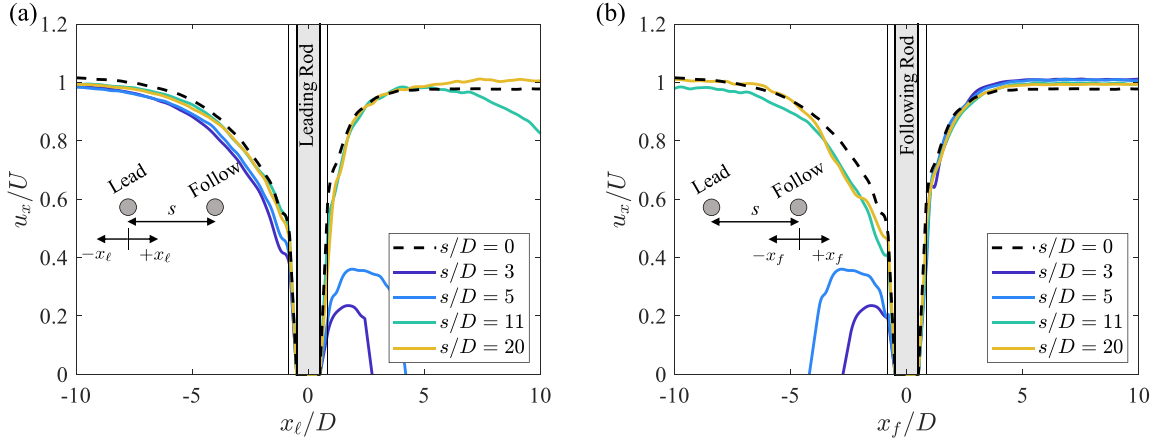 (a)
1.2
1
0.8
0.6
0.4
0.2
0
u_x/U
-10
-5
0
5
10
x_ℓ/D
Leading Rod
Lead
Follow
s
−x_ℓ
+x_ℓ
s/D = 0
s/D = 3
s/D = 5
s/D = 11
s/D = 20
(b)
1.2
1
0.8
0.6
0.4
0.2
0
u_x/U
-10
-5
0
5
10
x_f/D
Following Rod
Lead
Follow
s
−x_f
+x_f
s/D = 0
s/D = 3
s/D = 5
s/D = 11
s/D = 20